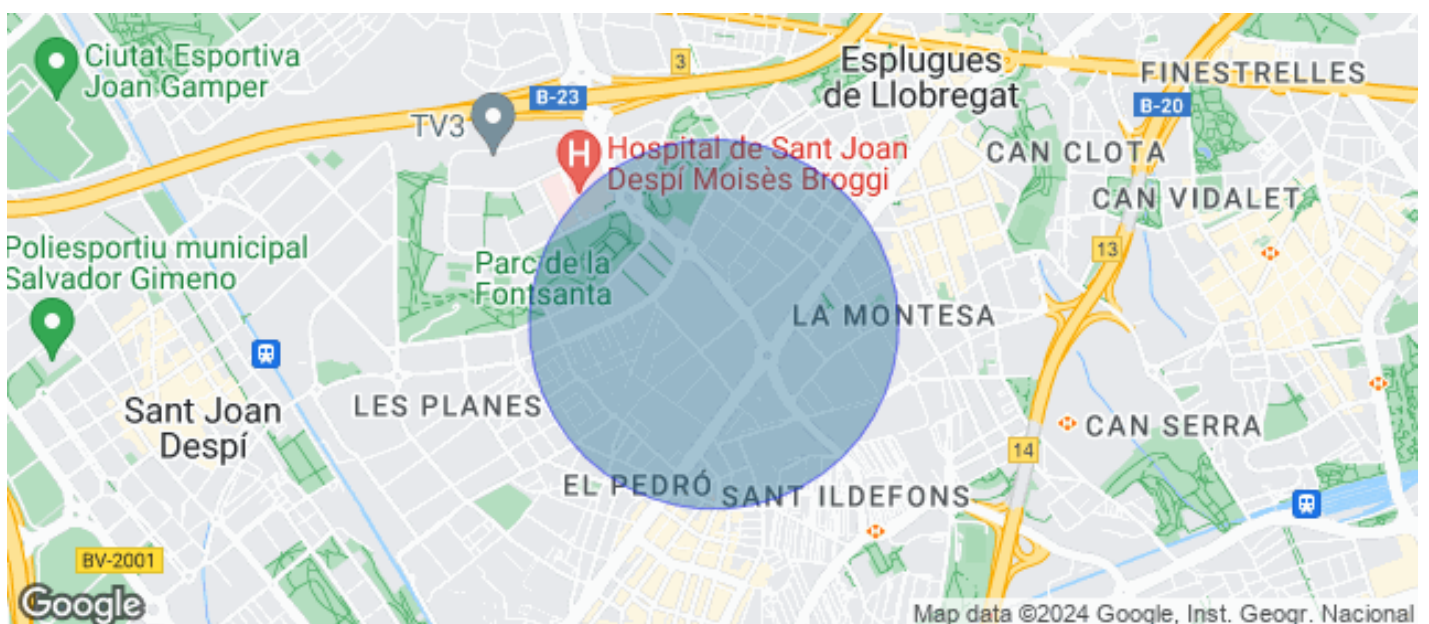 Ciutat Esportiva
Joan Gamper
3
Esplugues
de Llobregat
FINESTRELLES
B-23
B-20
TV3
H
Hospital de Sant Joan
Despí Moisès Broggi
CAN CLOTA
CAN VIDALET
Poliesportiu municipal
Salvador Gimeno
Parc de la
Fontsanta
13
LA MONTESA
Sant Joan
Despí
LES PLANES
CAN SERRA
14
EL PEDRÓ
SANT ILDEFONS
BV-2001
Google
Map data ©2024 Google, Inst. Geogr. Nacional